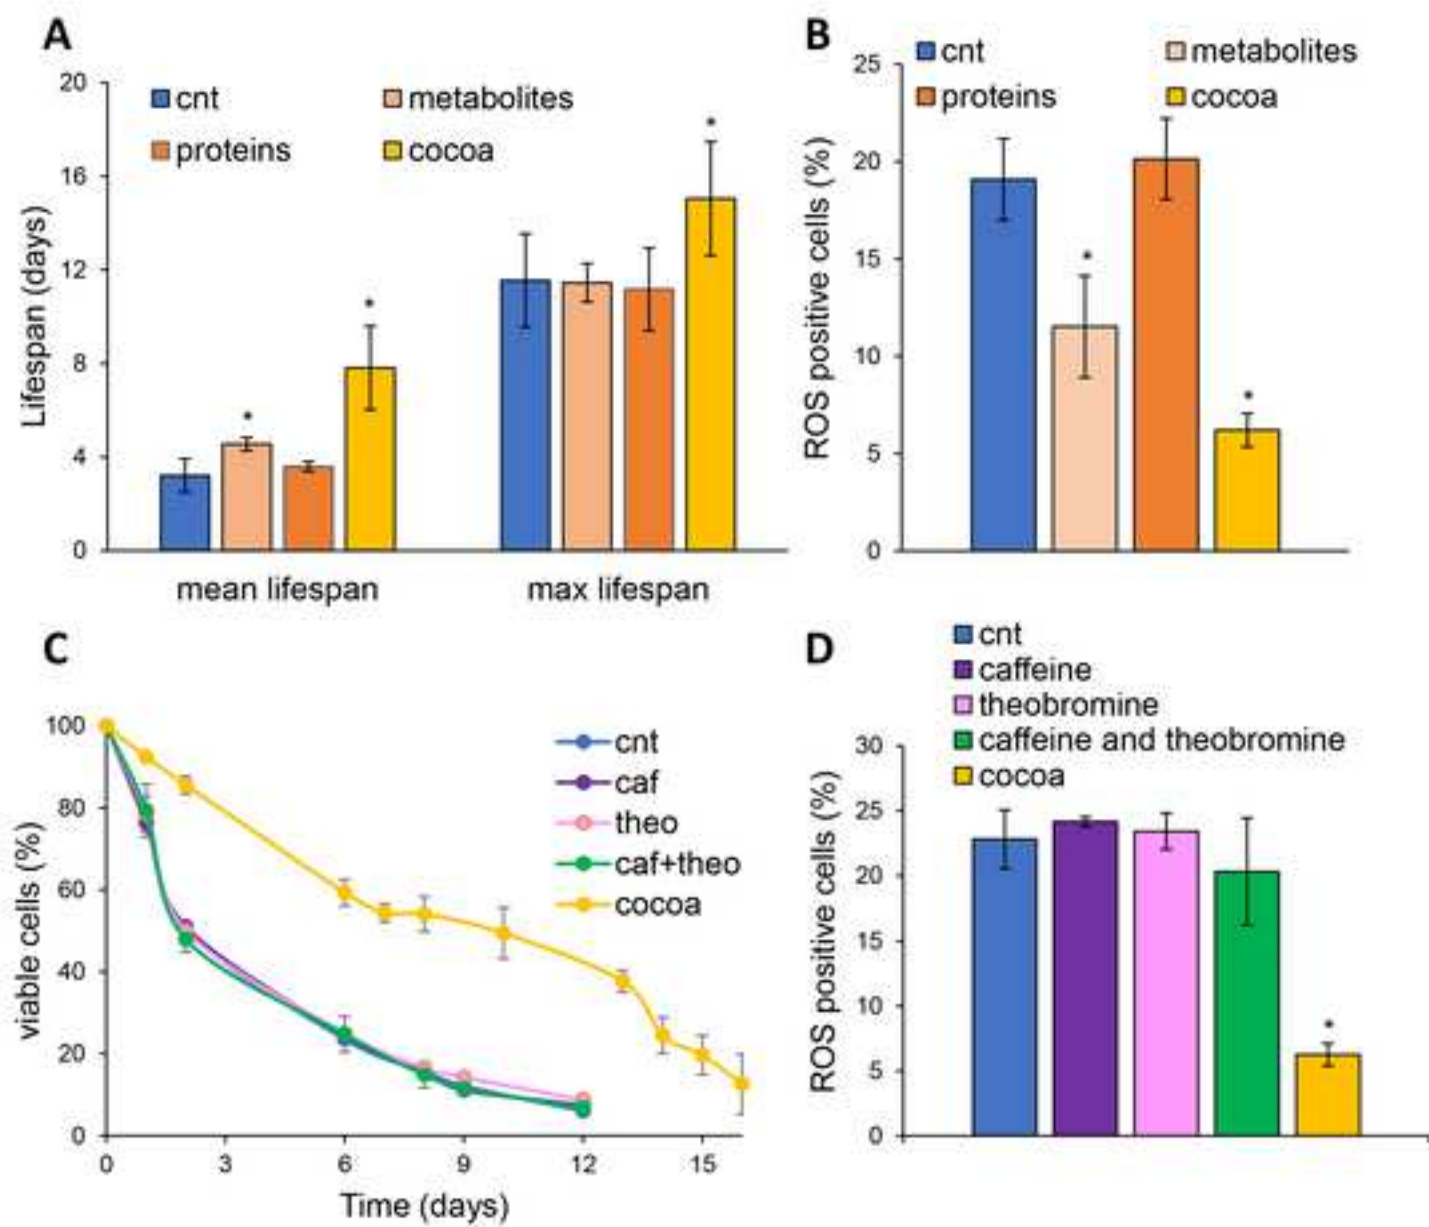 A
cnt
metabolites
proteins
cocoa
Lifespan (days)
20
16
12
8
4
0
*
*
*
mean lifespan
max lifespan
B
cnt
metabolites
proteins
cocoa
ROS positive cells (%)
25
20
15
10
5
0
*
*
C
cnt
caf
theo
caf+theo
cocoa
viable cells (%)
100
80
60
40
20
0
0 3 6 9 12 15
Time (days)
D
cnt
caffeine
theobromine
caffeine and theobromine
cocoa
ROS positive cells (%)
30
25
20
15
10
5
0
*